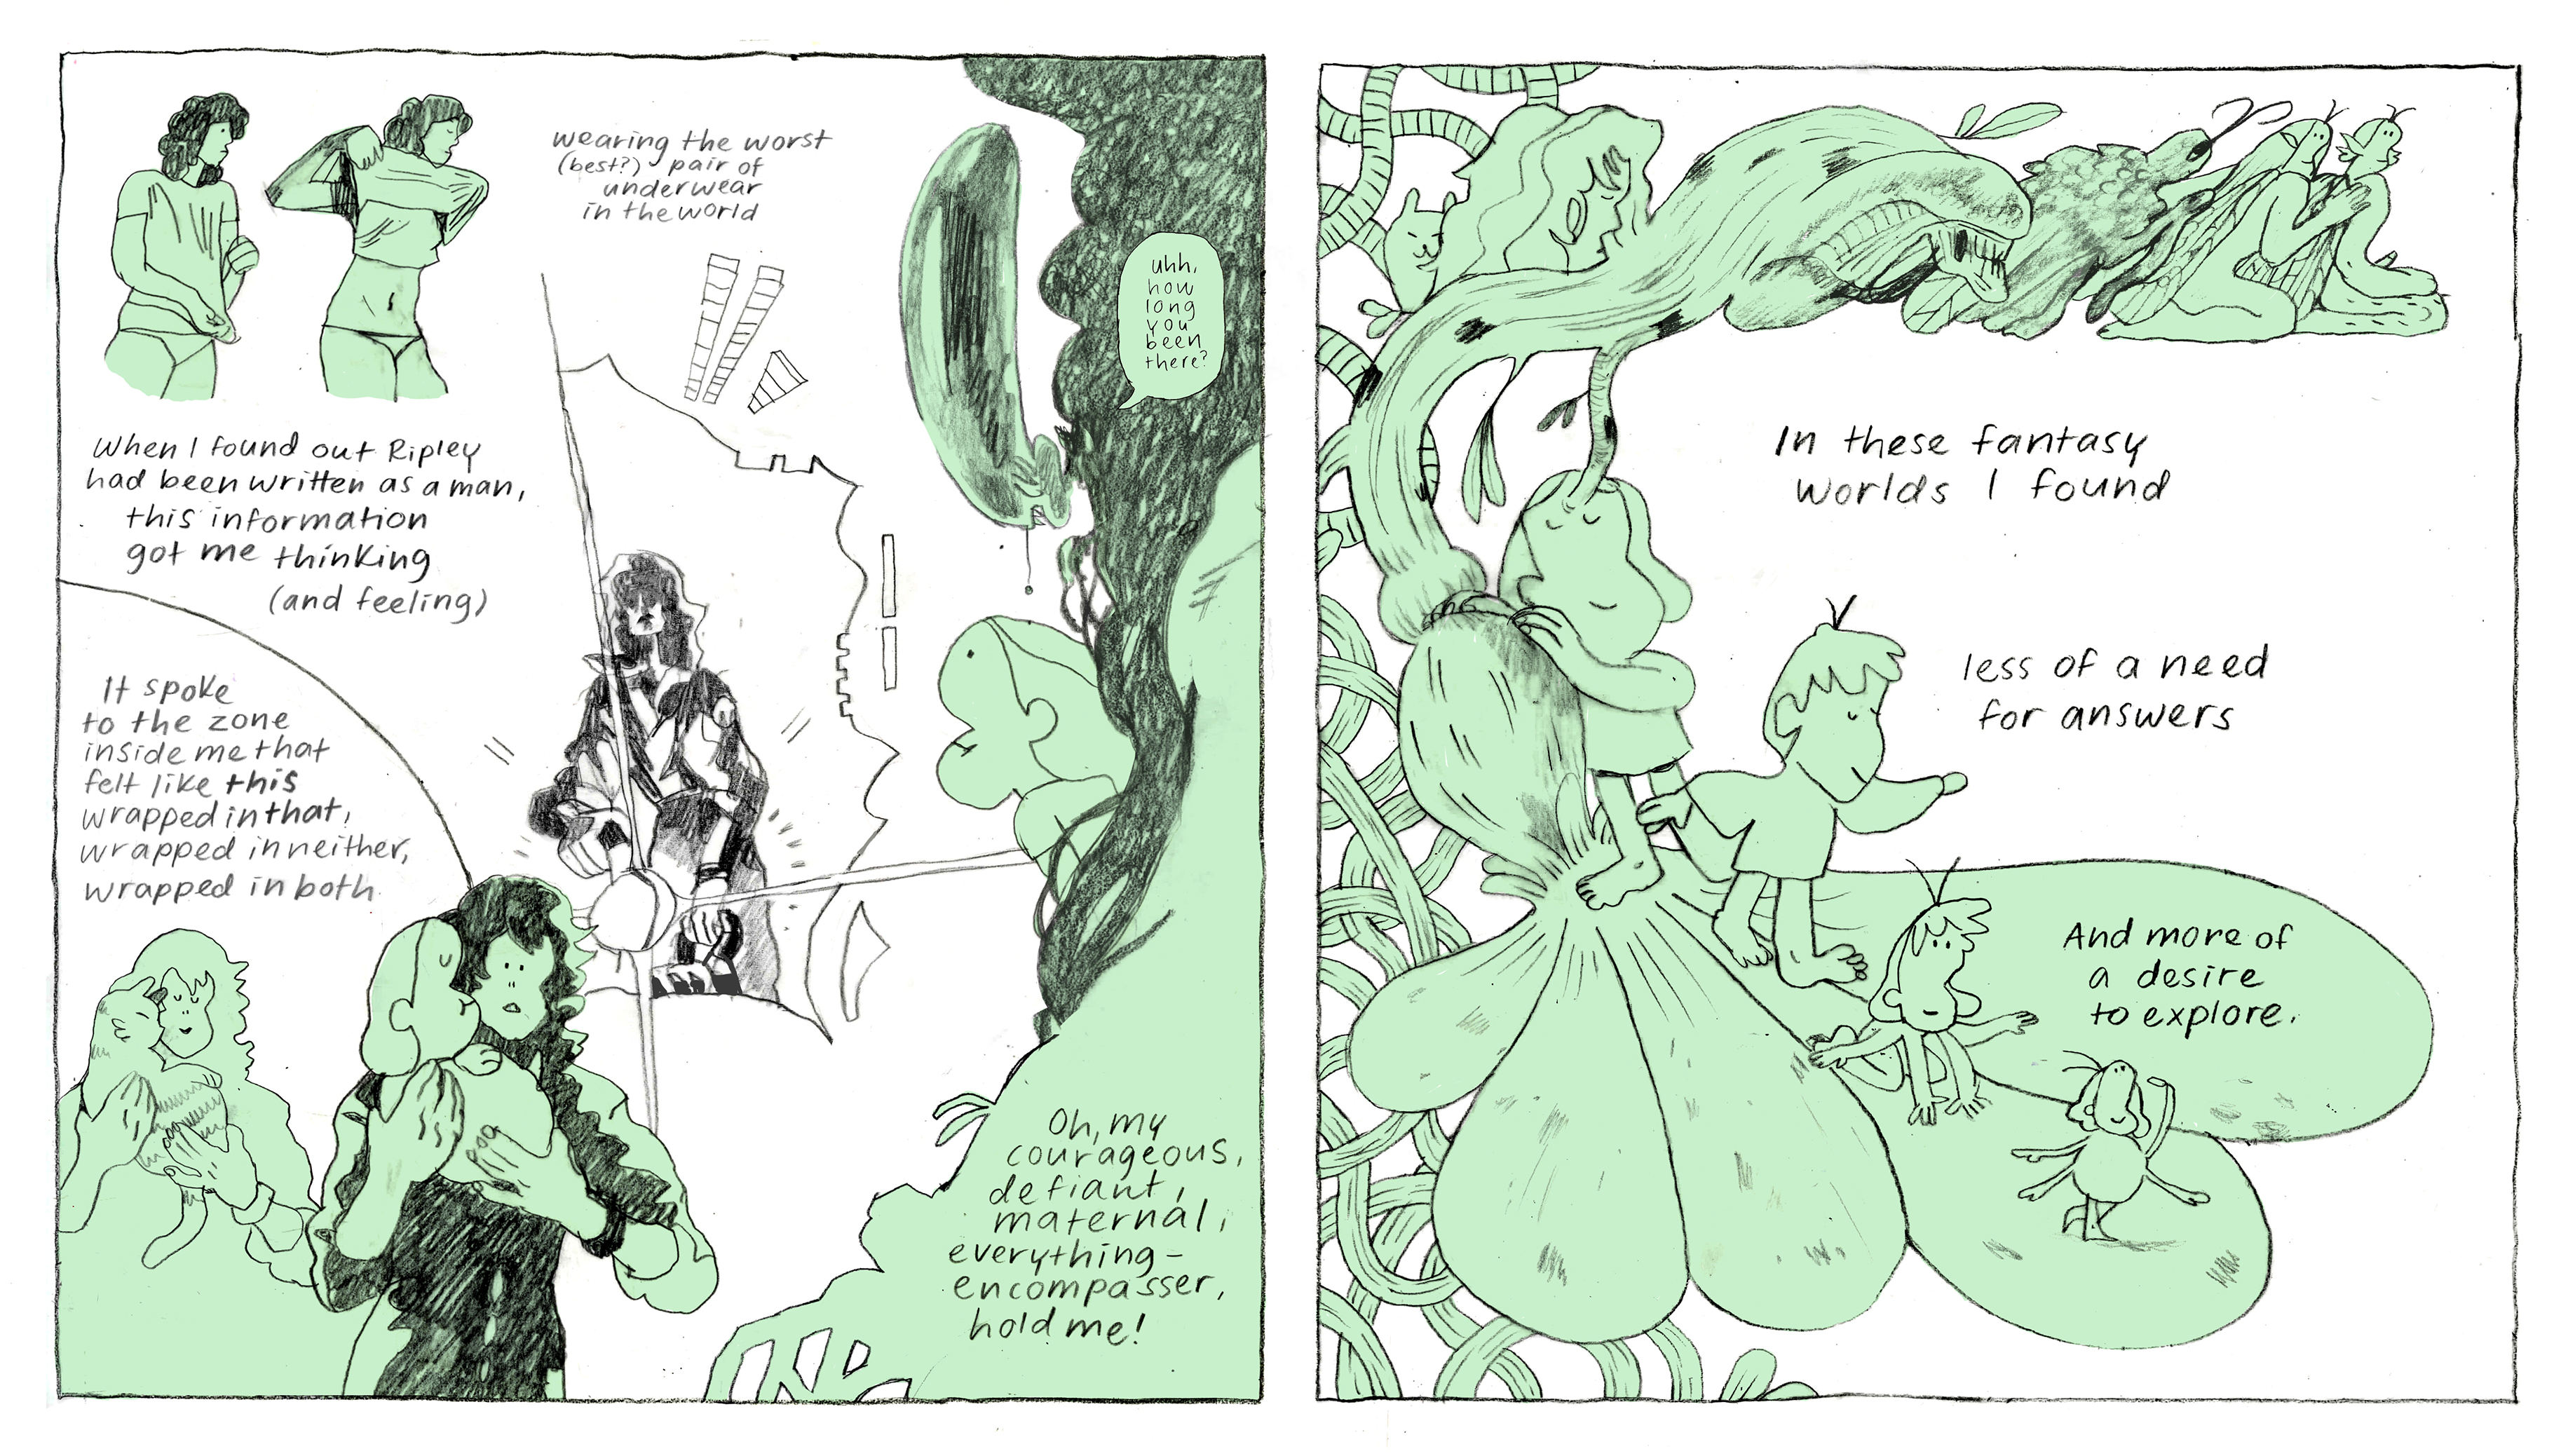 wearing the worst
(best?) pair of
underwear
in the world
uhh,
how
long
you
been
there?
When I found out Ripley
had been written as a man,
this information
got me thinking
(and feeling)
It spoke
to the zone
inside me that
felt like this
wrapped in that,
wrapped in neither,
wrapped in both
Oh, my
courageous,
defiant,
maternal,
everything-
encompasser,
hold me!
In these fantasy
worlds I found
less of a need
for answers
And more of
a desire
to explore.